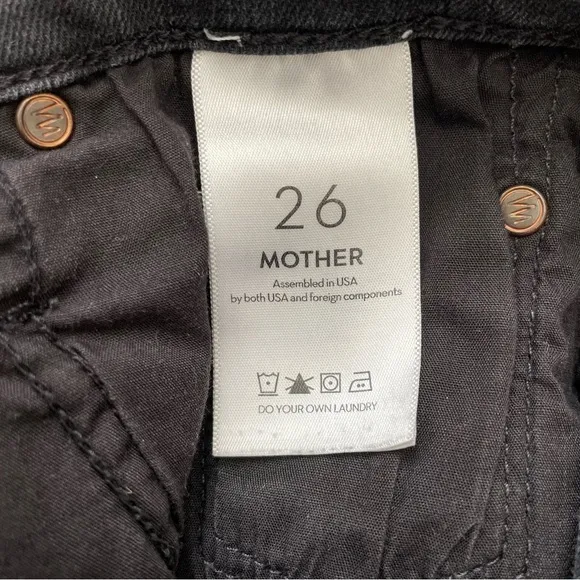 26
MOTHER
Assembled in USA
by both USA and foreign components
DO YOUR OWN LAUNDRY